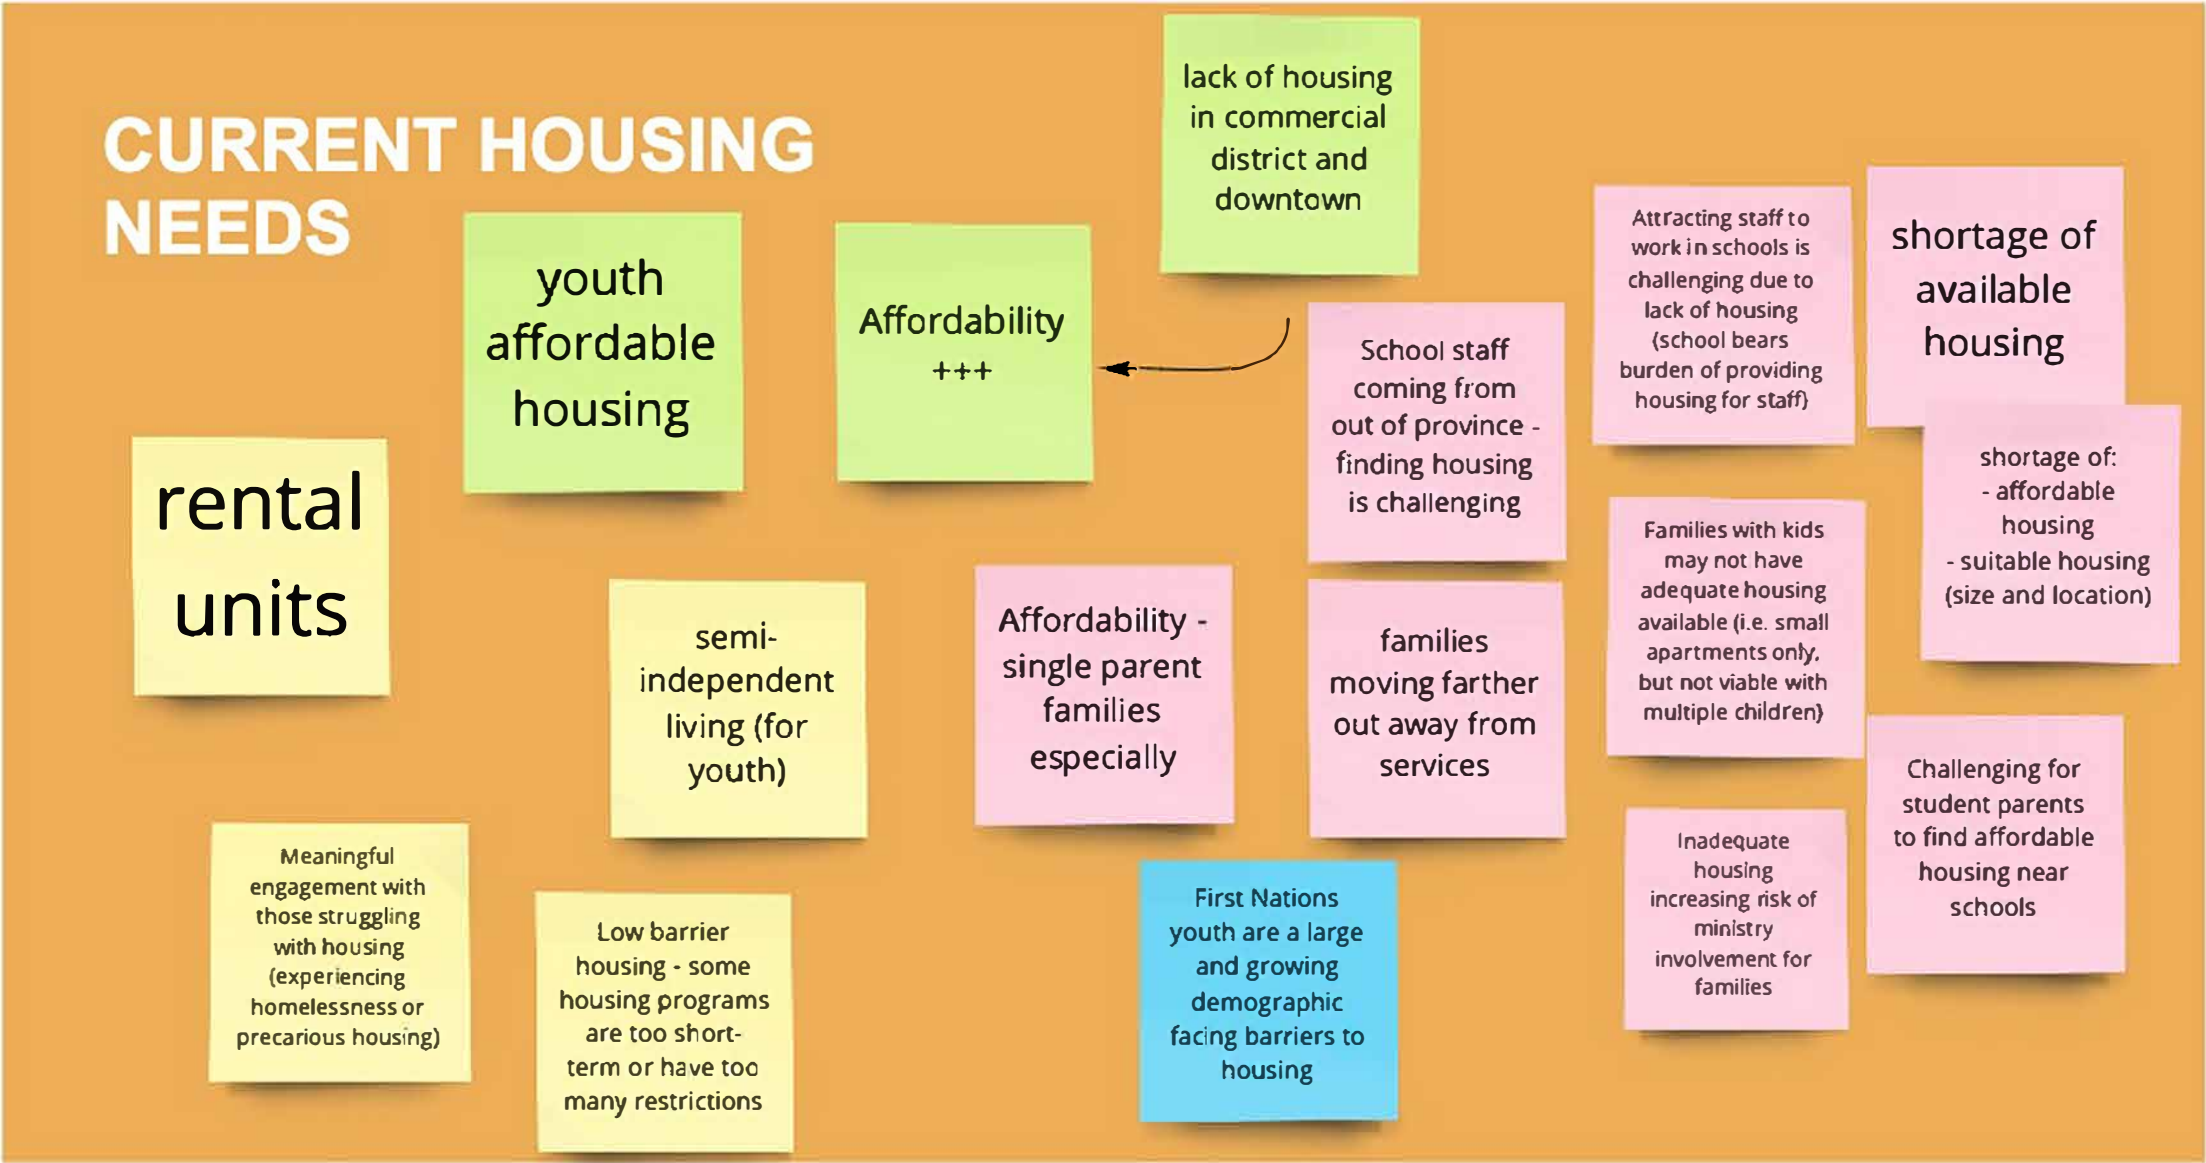 CURRENT HOUSING
NEEDS
lack of housing
in commercial
district and
downtown
youth
affordable
housing
Affordability
+++
School staff
coming from
out of province -
finding housing
is challenging
Attracting staff to
work in schools is
challenging due to
lack of housing
(school bears
burden of providing
housing for staff)
shortage of
available
housing
shortage of:
- affordable
housing
- suitable housing
(size and location)
rental
units
semi-
independent
living (for
youth)
Affordability -
single parent
families
especially
families
moving farther
out away from
services
Families with kids
may not have
adequate housing
available (i.e. small
apartments only,
but not viable with
multiple children)
Challenging for
student parents
to find affordable
housing near
schools
Meaningful
engagement with
those struggling
with housing
(experiencing
homelessness or
precarious housing)
Low barrier
housing - some
housing programs
are too short-
term or have too
many restrictions
First Nations
youth are a large
and growing
demographic
facing barriers to
housing
Inadequate
housing
increasing risk of
ministry
involvement for
families